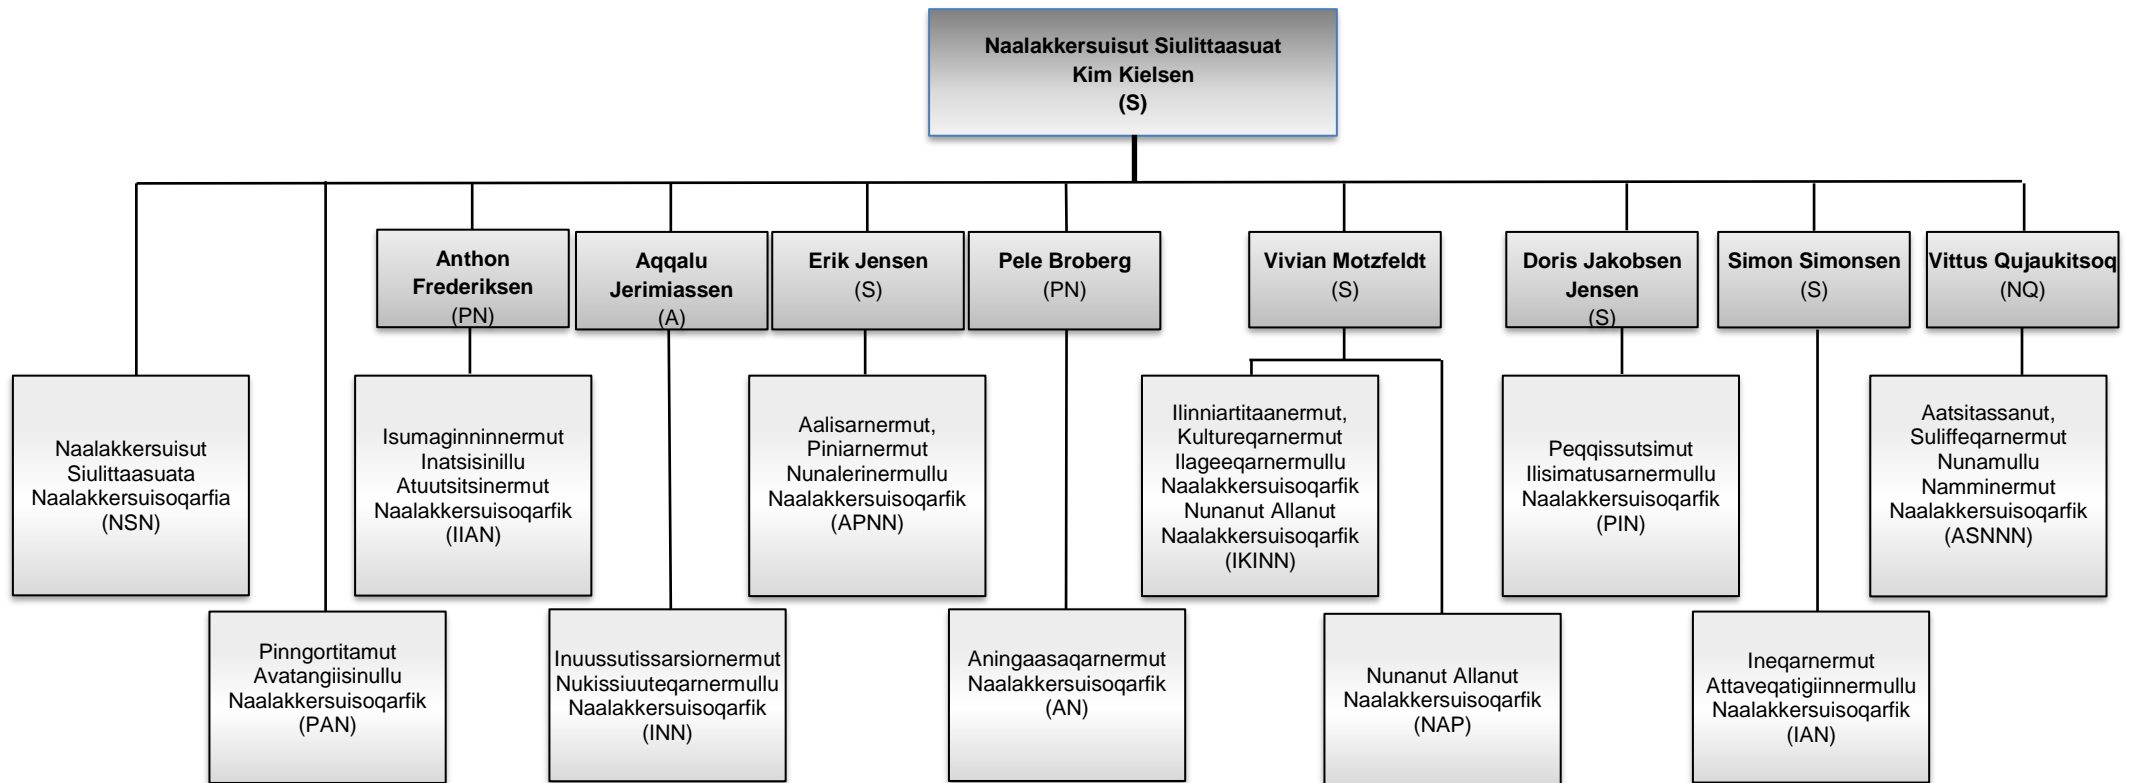 Naalakkersuisut Siulittaasuat
Kim Kielsen
(S)
Anthon
Frederiksen
(PN)
Aqqalu
Jerimiassen
(A)
Erik Jensen
(S)
Pele Broberg
(PN)
Vivian Motzfeldt
(S)
Doris Jakobsen
Jensen
(S)
Simon Simonsen
(S)
Vittus Qujaukitsoq
(NQ)
Naalakkersuisut
Siulittaasuata
Naalakkersuisoqarfia
(NSN)
Isumaginninnermut
Inatsisinillu
Atuutsitsinermut
Naalakkersuisoqarfik
(IIAN)
Aalisarnermut,
Piniarnermut
Nunalerinermullu
Naalakkersuisoqarfik
(APNN)
Ilinniartitaanermut,
Kultureqarnermut
Ilageeqarnermullu
Naalakkersuisoqarfik
Nunanut Allanut
Naalakkersuisoqarfik
(IKINN)
Peqqissutsimut
Ilisimatusarnermullu
Naalakkersuisoqarfik
(PIN)
Aatsitassanut,
Suliffeqarnermut
Nunamullu
Namminermut
Naalakkersuisoqarfik
(ASNNN)
Pinngortitamut
Avatangiisinullu
Naalakkersuisoqarfik
(PAN)
Inuussutissarsiornermut
Nukissiuuteqarnermullu
Naalakkersuisoqarfik
(INN)
Aningaasaqarnermut
Naalakkersuisoqarfik
(AN)
Nunanut Allanut
Naalakkersuisoqarfik
(NAP)
Ineqarnermut
Attaveqatigiinnermullu
Naalakkersuisoqarfik
(IAN)